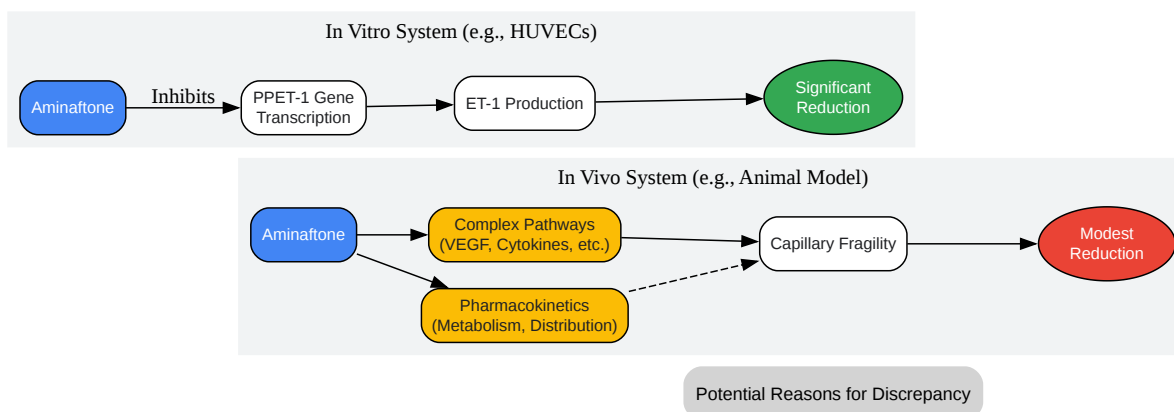 In Vitro System (e.g., HUVECs)
Aminaftone
Inhibits
PPET-1 Gene
Transcription
ET-1 Production
Significant
Reduction
In Vivo System (e.g., Animal Model)
Aminaftone
Complex Pathways
(VEGF, Cytokines, etc.)
Pharmacokinetics
(Metabolism, Distribution)
Capillary Fragility
Modest
Reduction
Potential Reasons for Discrepancy